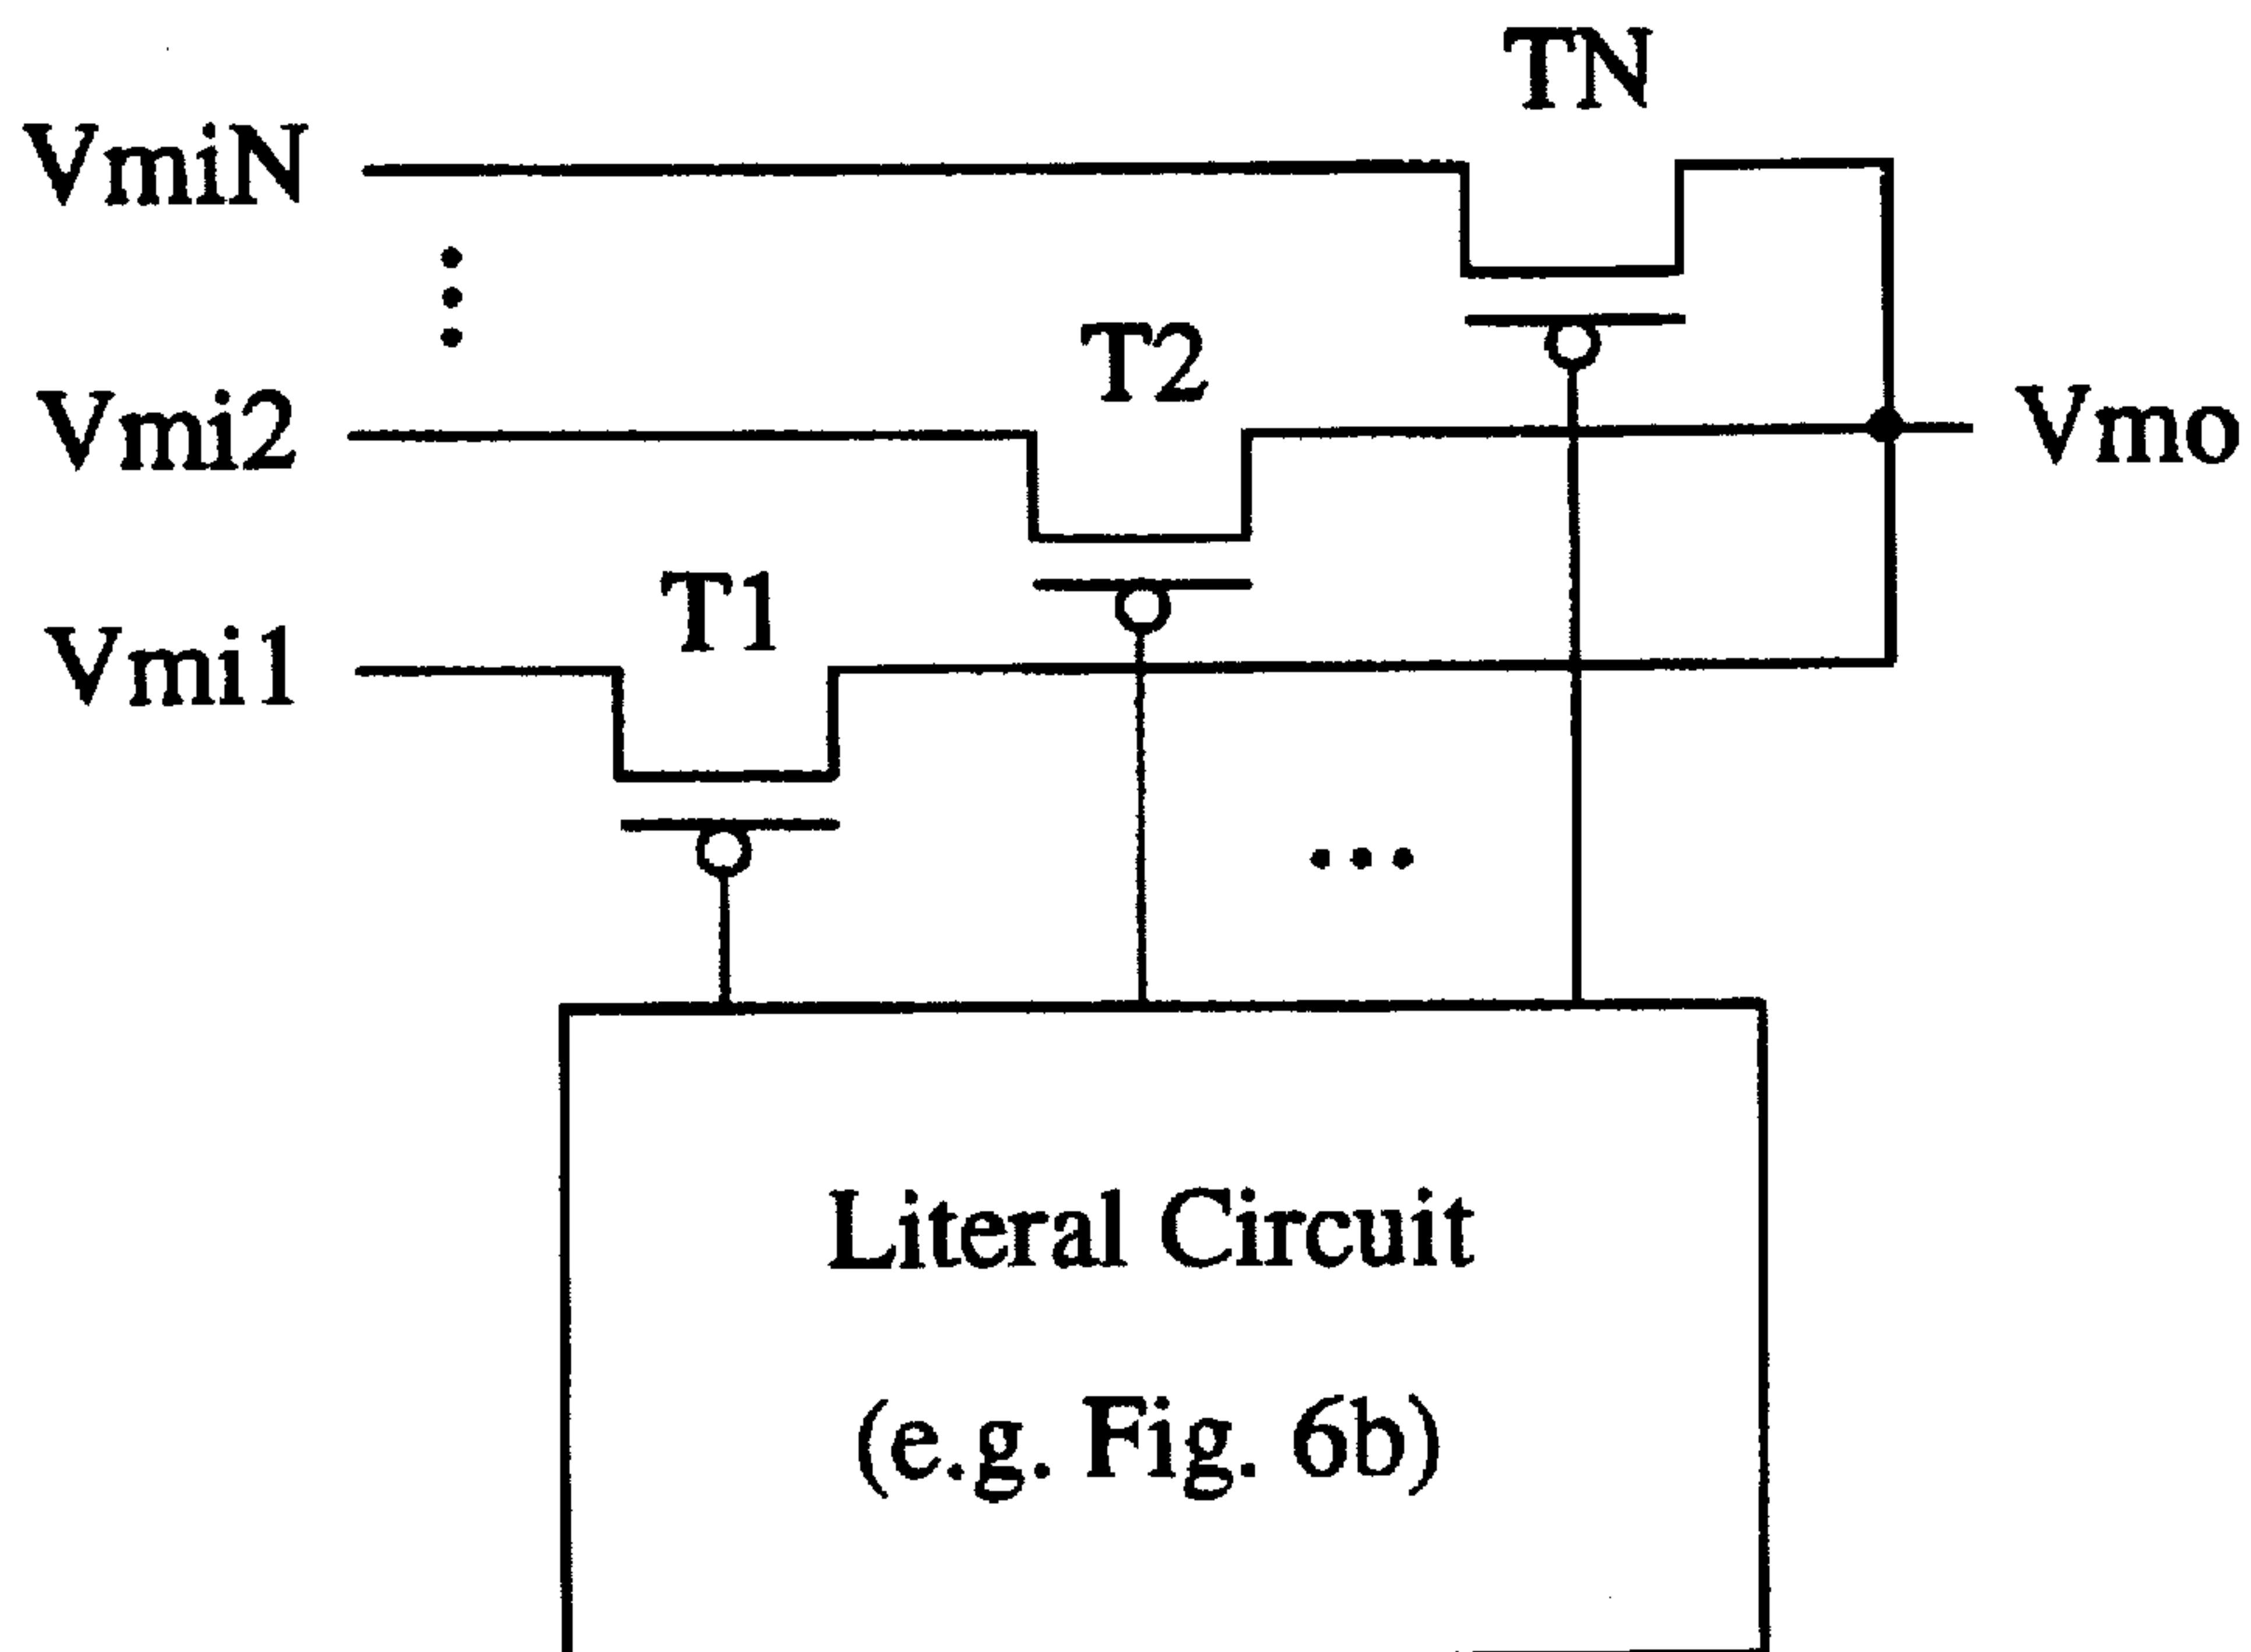 TN
VmiN
T2
Vmi2
Vmo
T1
Vmi1
Literal Circuit
(e.g. Fig. 6b)